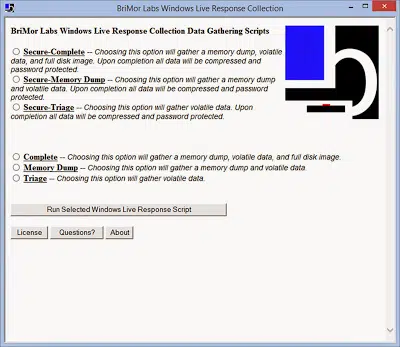 BriMor Labs Windows Live Response Collection
BriMor Labs Windows Live Response Collection Data Gathering Scripts
Secure-Complete -- Choosing this option will gather a memory dump, volatile
data, and full disk image. Upon completion all data will be compressed and
password protected.
Secure-Memory Dump -- Choosing this option will gather a memory dump
and volatile data. Upon completion all data will be compressed and password
protected.
Secure-Triage -- Choosing this option will gather volatile data. Upon
completion all data will be compressed and password protected.
Complete -- Choosing this option will gather a memory dump, volatile data, and full disk image.
Memory Dump -- Choosing this option will gather a memory dump and volatile data.
Triage -- Choosing this option will gather volatile data.
Run Selected Windows Live Response Script
License Questions? About